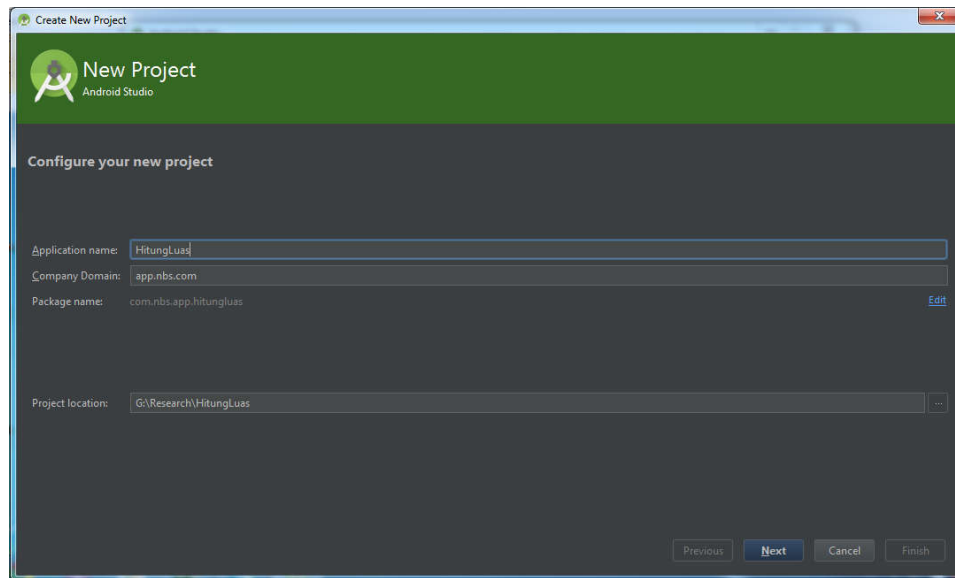 Create New Project
New Project
Android Studio
Configure your new project
Application name: HitungLuas
Company Domain: app.nbs.com
Package name: com.nbs.app.hitungluas Edit
Project location: G:\Research\HitungLuas ...
Previous Next Cancel Finish